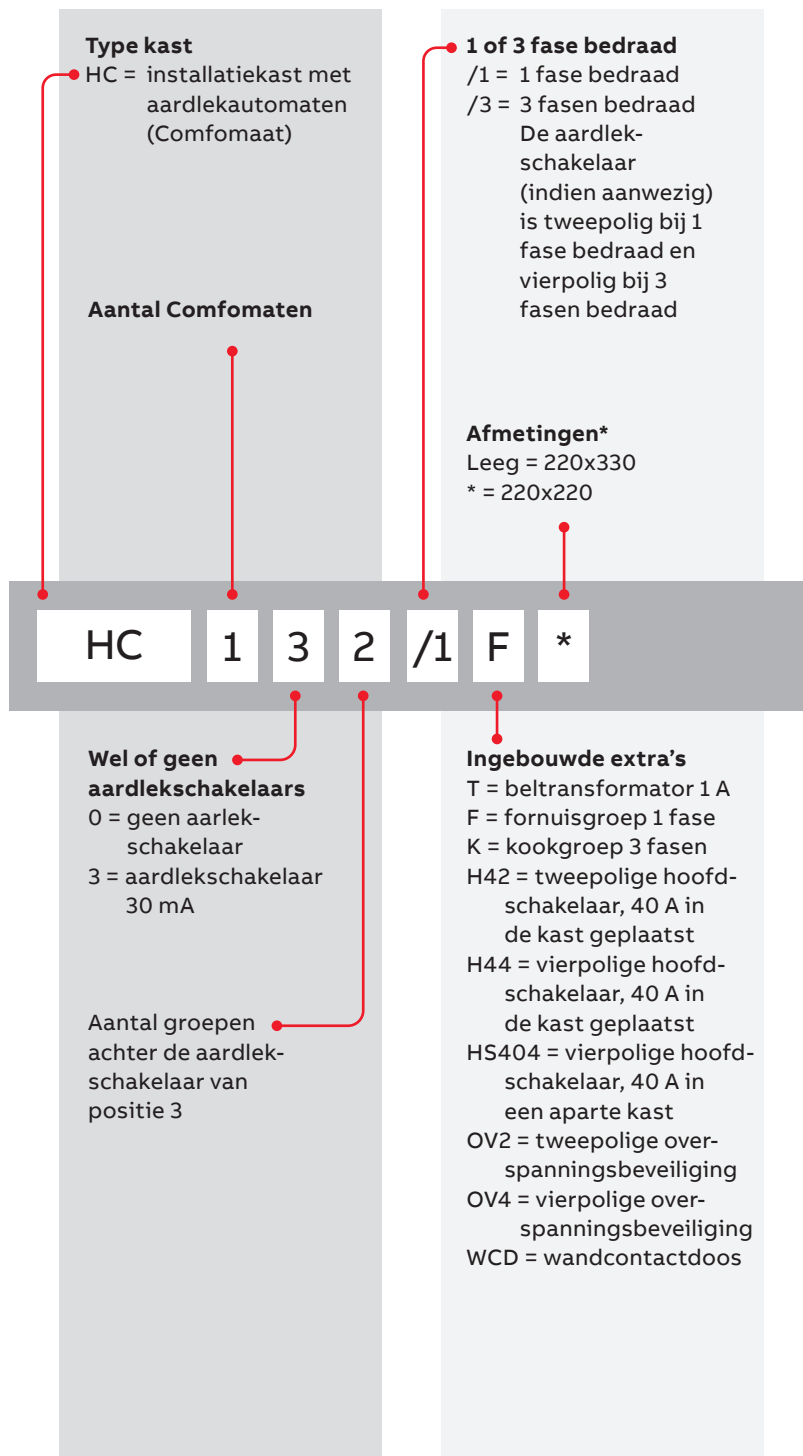 Type kast
HC = installatiekast met
aardlekautomaten
(Comfomaat)
Aantal Comfomaten
1 of 3 fase bedraad
/1 = 1 fase bedraad
/3 = 3 fasen bedraad
De aardlek-
schakelaar
(indien aanwezig)
is tweepolig bij 1
fase bedraad en
vierpolig bij 3
fasen bedraad
Afmetingen*
Leeg = 220x330
* = 220x220
HC 1 3 2 /1 F *
Wel of geen
aardlekschakelaars
0 = geen aarlek-
schakelaar
3 = aardlekschakelaar
30 mA
Aantal groepen
achter de aardlek-
schakelaar van
positie 3
Ingebouwde extra's
T = beltransformator 1 A
F = fornuisgroep 1 fase
K = kookgroep 3 fasen
H42 = tweepolige hoofd-
schakelaar, 40 A in
de kast geplaatst
H44 = vierpolige hoofd-
schakelaar, 40 A in
de kast geplaatst
HS404 = vierpolige hoofd-
schakelaar, 40 A in
een aparte kast
OV2 = tweepolige over-
spanningsbeveiliging
OV4 = vierpolige over-
spanningsbeveiliging
WCD = wandcontactdoos